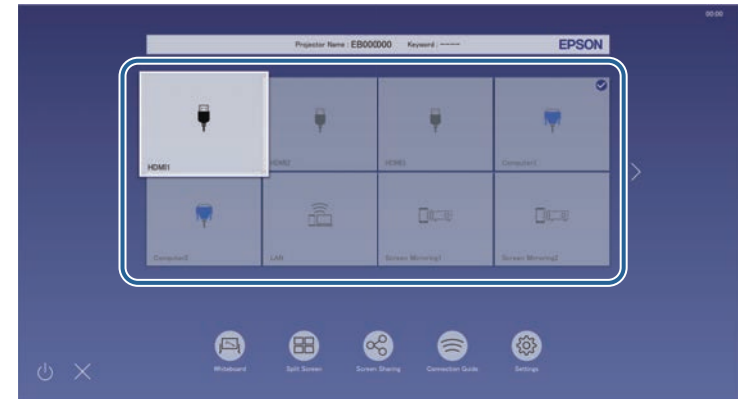 00:00
Projector Name : EB000000 Keyword : ----
EPSON
HDMI1
HDMI2
HDMI3
Computer1
Computer2
LAN
Screen Mirroring1
Screen Mirroring2
Whiteboard
Split Screen
Screen Sharing
Connection Guide
Settings